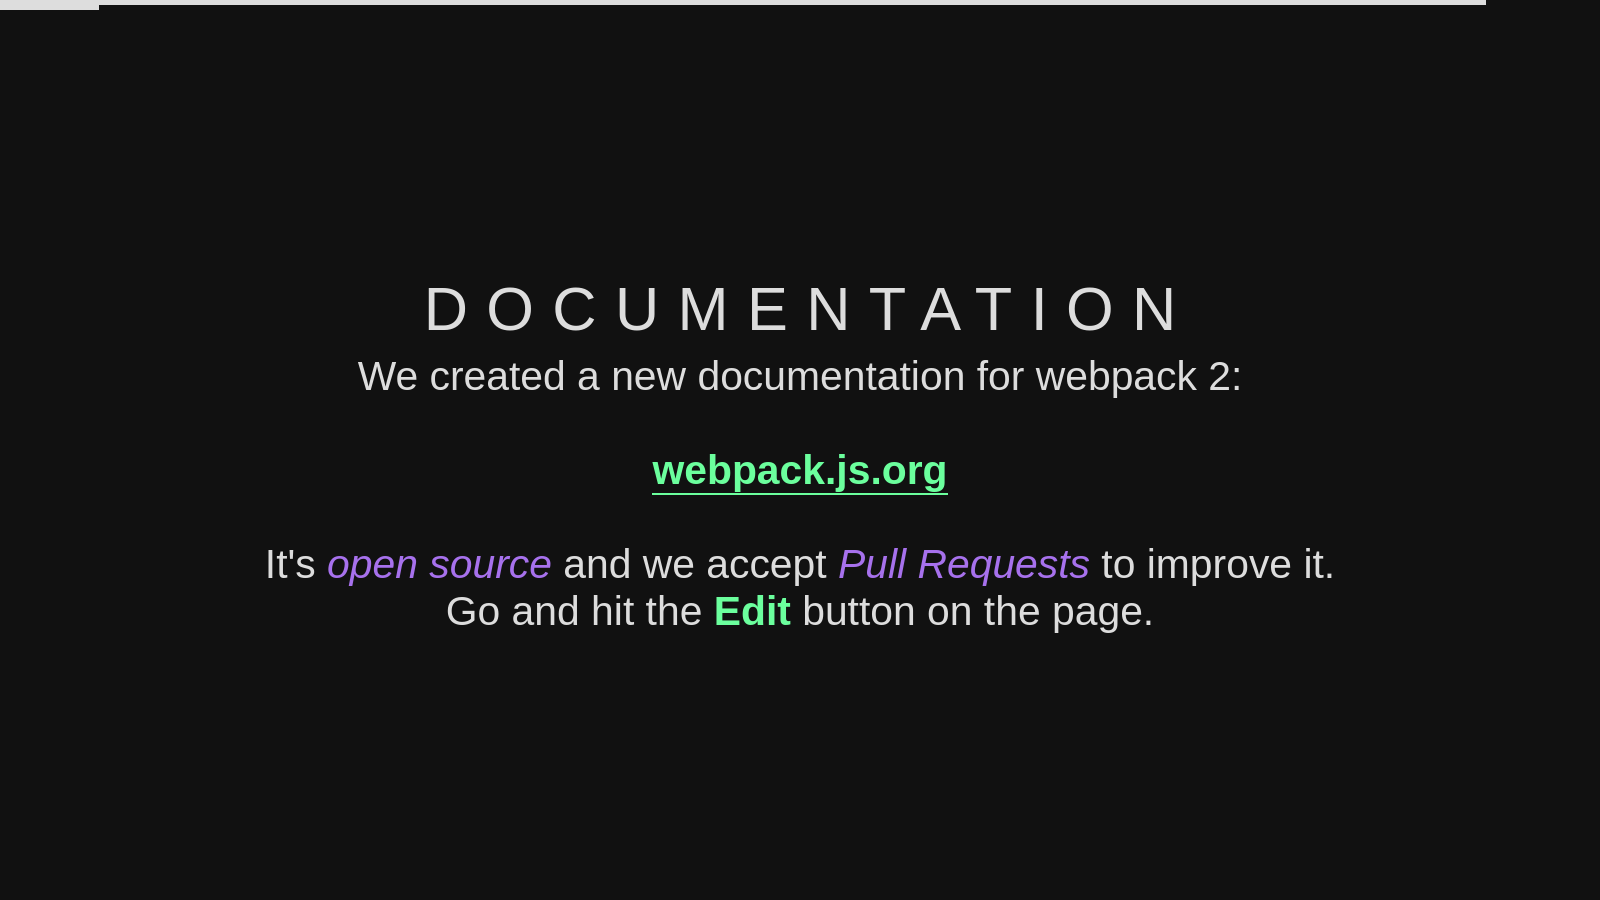 DOCUMENTATION
We created a new documentation for webpack 2:
webpack.js.org
It's open source and we accept Pull Requests to improve it.
Go and hit the Edit button on the page.